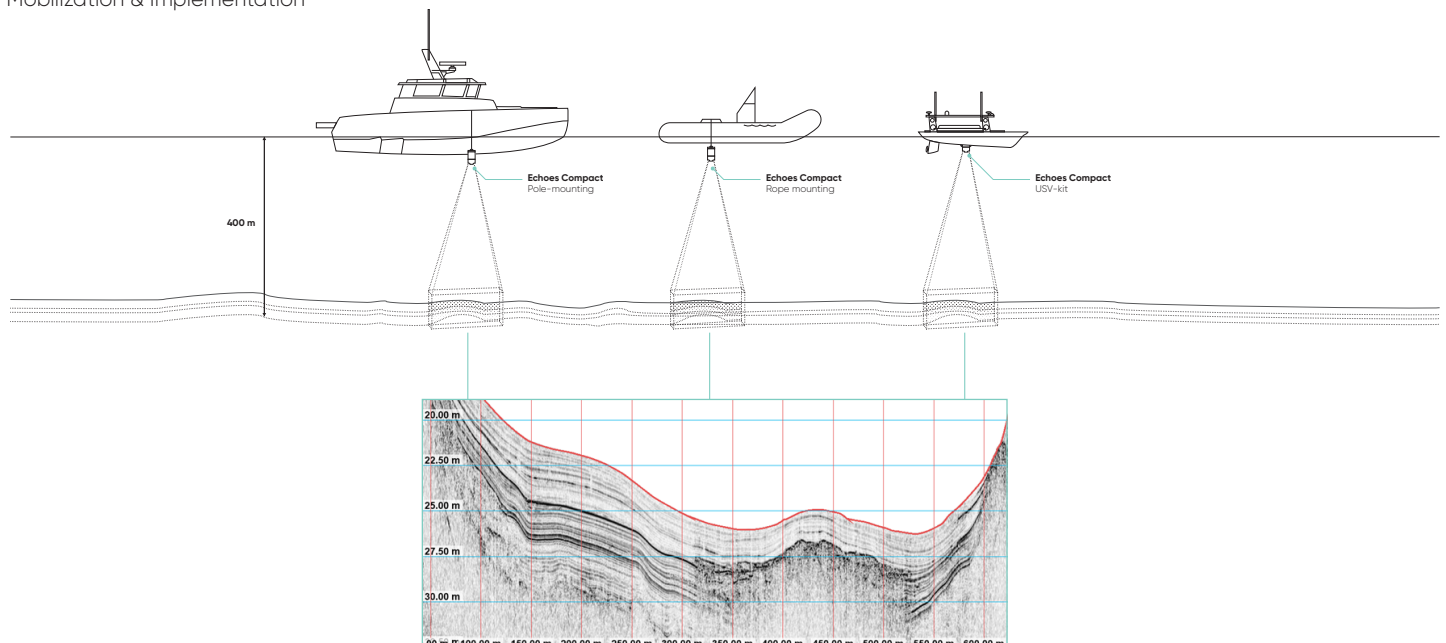 Mobilization & Implementation
Echoes Compact
Pole-mounting
Echoes Compact
Rope mounting
Echoes Compact
USV-kit
400 m
20.00 m
22.50 m
25.00 m
27.50 m
30.00 m
100.00 m 150.00 m 200.00 m 250.00 m 300.00 m 350.00 m 400.00 m 450.00 m 500.00 m 550.00 m 600.00 m